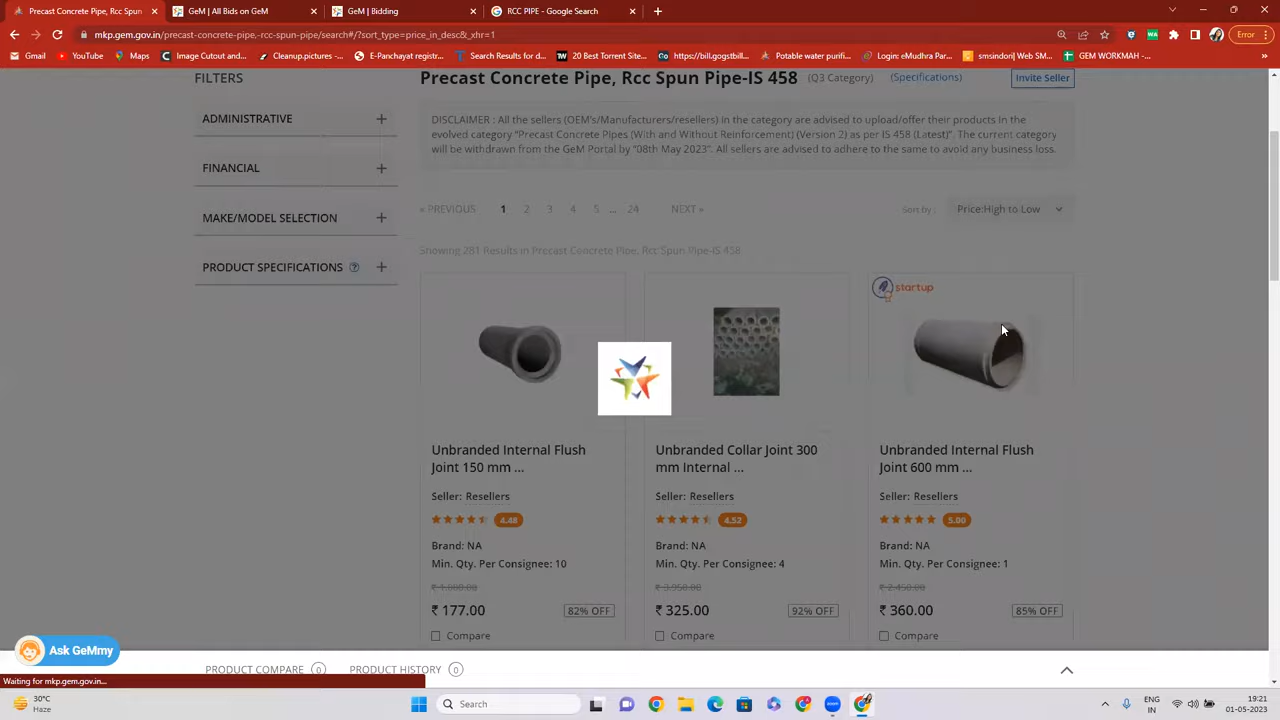 Precast Concrete Pipe, Rcc Spun
GeM | All Bids on GeM
GeM | Bidding
RCC PIPE - Google Search
mkp.gem.gov.in/precast-concrete-pipe,-rcc-spun-pipe/search#/?sort_type=price_in_desc&_xhr=1
Error
Gmail
YouTube
Maps
Image Cutout and...
Cleaning supplies f...
E-Panchayat regist...
Search Results for d...
20 Best Torrent Site...
https://bill.gogstbill...
Potable water purifi...
Login: eMudhra Par...
smsindori| Web SM...
GEM WORKMAH - ...
»
FILTERS
ADMINISTRATIVE +
FINANCIAL +
MAKE/MODEL SELECTION +
PRODUCT SPECIFICATIONS ? +
Precast Concrete Pipe, Rcc Spun Pipe-IS 458 (Q3 Category) (Specifications)
Invite Seller
DISCLAIMER : All the sellers (OEM's/Manufacturers/resellers) in the category are advised to upload/offer their products in the
evolved category "Precast Concrete Pipes (With and Without Reinforcement) (Version 2) as per IS 458 (Latest)". The current category
will be withdrawn from the GeM Portal by "08th May 2023". All sellers are advised to adhere to the same to avoid any business loss.
« PREVIOUS 1 2 3 4 5 ... 24 NEXT »
Sort by : Price:High to Low
Showing 281 Results in Precast Concrete Pipe, Rcc Spun Pipe-IS 458
Unbranded Internal Flush
Joint 150 mm ...
Seller: Resellers
4.48
Brand: NA
Min. Qty. Per Consignee: 10
₹ 1,000.00
₹ 177.00 82% OFF
Compare
Unbranded Collar Joint 300
mm Internal ...
Seller: Resellers
4.52
Brand: NA
Min. Qty. Per Consignee: 4
₹ 3,950.00
₹ 325.00 92% OFF
Compare
startup
Unbranded Internal Flush
Joint 600 mm ...
Seller: Resellers
5.00
Brand: NA
Min. Qty. Per Consignee: 1
₹ 2,450.00
₹ 360.00 85% OFF
Compare
Ask GeMmy
PRODUCT COMPARE 0 PRODUCT HISTORY 0
Waiting for mkp.gem.gov.in...
30°C
Haze
Search
ENG
IN
19:21
01-05-2023